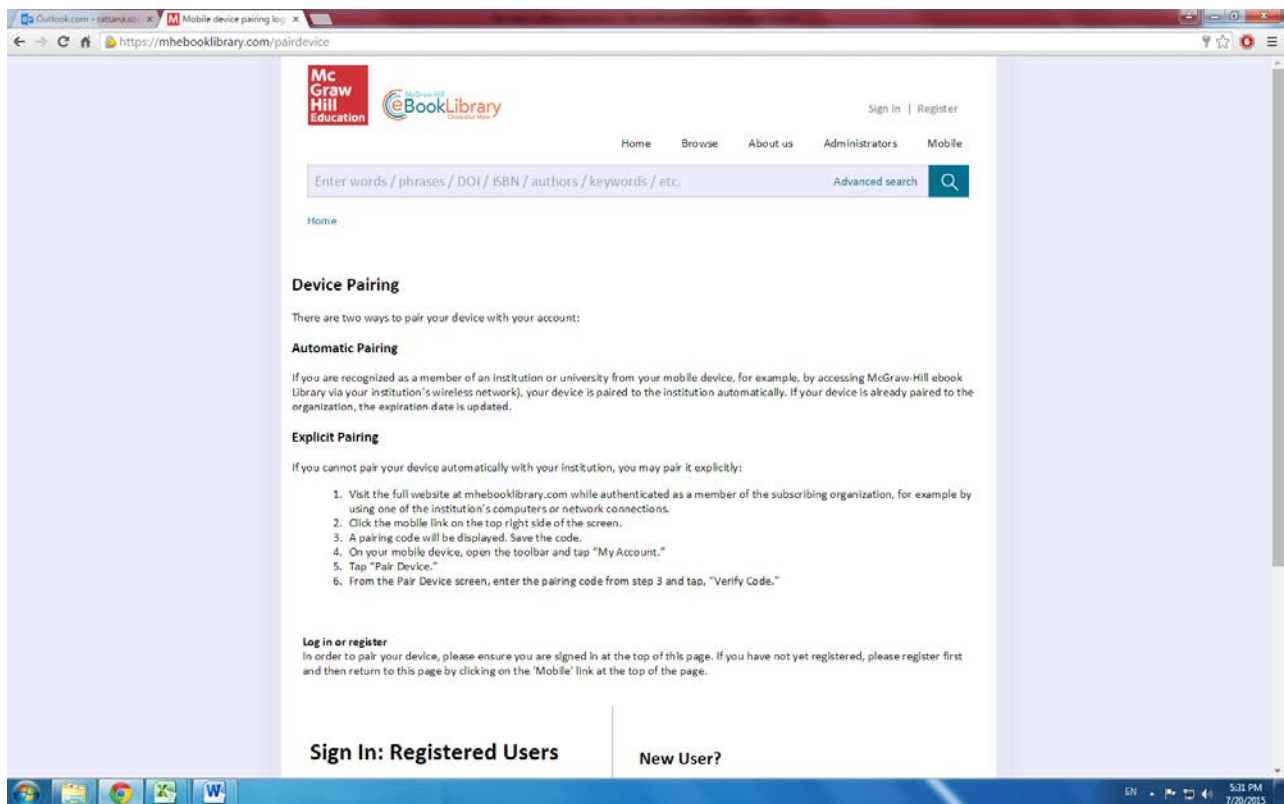 Outlook.com - rattana.so
Mobile device pairing log
https://mhebooklibrary.com/pairdevice
Mc
Graw
Hill
Education
McGraw-Hill
eBookLibrary
Check Out More.
Sign In | Register
Home Browse About us Administrators Mobile
Enter words / phrases / DOI / ISBN / authors / keywords / etc. Advanced search
Home
Device Pairing
There are two ways to pair your device with your account:
Automatic Pairing
If you are recognized as a member of an institution or university from your mobile device, for example, by accessing McGraw-Hill ebook
Library via your institution's wireless network), your device is paired to the institution automatically. If your device is already paired to the
organization, the expiration date is updated.
Explicit Pairing
If you cannot pair your device automatically with your institution, you may pair it explicitly:
1. Visit the full website at mhebooklibrary.com while authenticated as a member of the subscribing organization, for example by
using one of the institution's computers or network connections.
2. Click the mobile link on the top right side of the screen.
3. A pairing code will be displayed. Save the code.
4. On your mobile device, open the toolbar and tap "My Account."
5. Tap "Pair Device."
6. From the Pair Device screen, enter the pairing code from step 3 and tap, "Verify Code."
Log in or register
In order to pair your device, please ensure you are signed in at the top of this page. If you have not yet registered, please register first
and then return to this page by clicking on the 'Mobile' link at the top of the page.
Sign In: Registered Users
New User?
EN
5:31 PM
7/20/2015